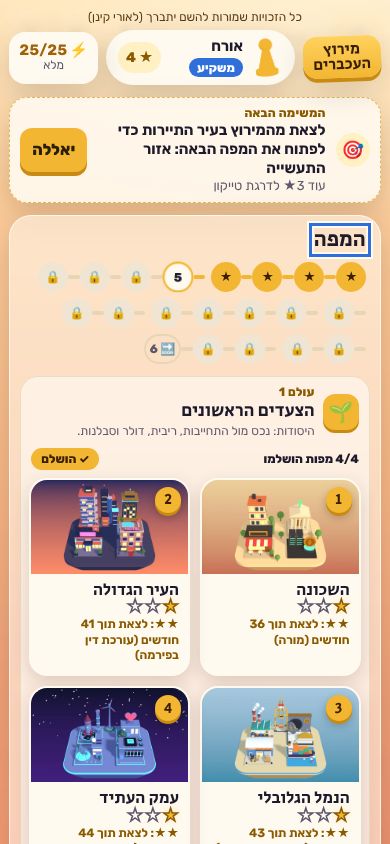 כל הזכויות שמורות להשם יתברך (לאורי קינן)
מירוץ
העכברים
אורח
משקיע
4 ★
25/25 ⚡
מלא
המשימה הבאה
לצאת מהמירוץ בעיר התיירות כדי
לפתוח את המפה הבאה: אזור
התעשייה
עוד 3★ לדרגת טייקון
יאללה
המפה
5
6
עולם 1
הצעדים הראשונים
היסודות: נכס מול התחייבות, ריבית, דולר וסבלנות.
4/4 מפות הושלמו
✓ הושלם
1
השכונה
★★: לצאת תוך 36
חודשים (מורה)
2
העיר הגדולה
★★: לצאת תוך 41
חודשים (עורכת דין
בפירמה)
3
הנמל הגלובלי
★★: לצאת תוך 43
4
עמק העתיד
★★: לצאת תוך 44